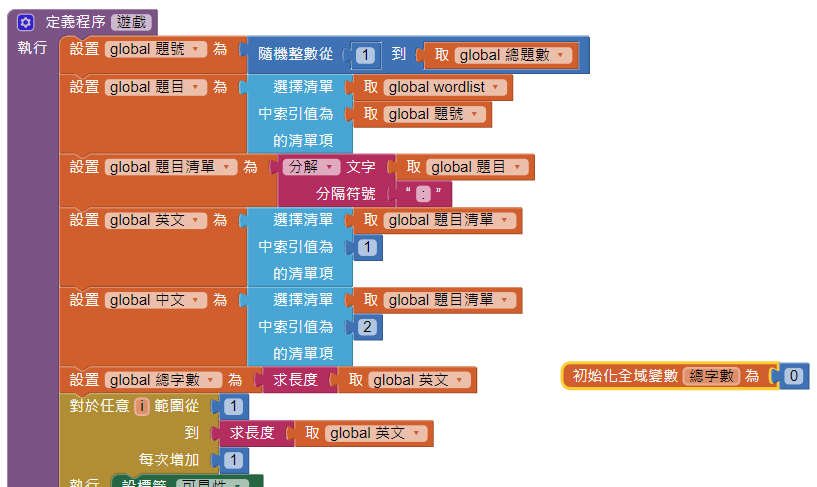 定義程序 遊戲
執行 設置 global 題號 為 隨機整數從 1 到 取 global 總題數
設置 global 題目 為 選擇清單 取 global wordlist
中索引值為 取 global 題號
的清單項
設置 global 題目清單 為 分解 文字 取 global 題目
分隔符號 “ : ”
設置 global 英文 為 選擇清單 取 global 題目清單
中索引值為 1
的清單項
設置 global 中文 為 選擇清單 取 global 題目清單
中索引值為 2
的清單項
設置 global 總字數 為 求長度 取 global 英文
初始化全域變數 總字數 為 0
對於任意 i 範圍從 1
到 求長度 取 global 英文
每次增加 1
執行 設標籤 可見性